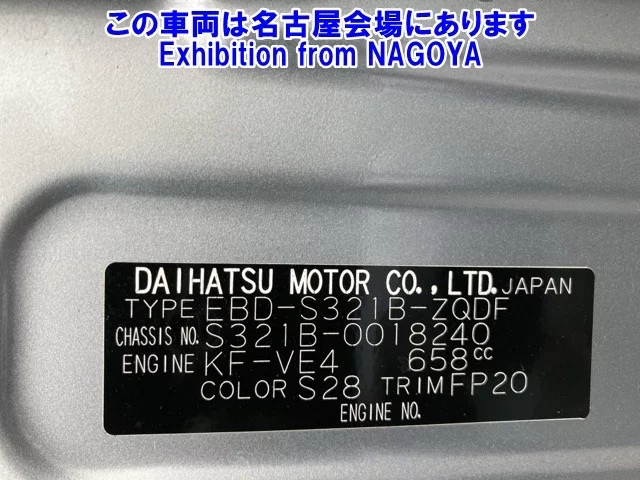 この車両は名古屋会場にあります
Exhibition from NAGOYA
DAIHATSU MOTOR CO.,LTD. JAPAN
TYPE EBD-S321B-ZQDF
CHASSIS NO. S321B-0018240
ENGINE KF-VE4 658cc
COLOR S28 TRIM FP20
ENGINE NO.